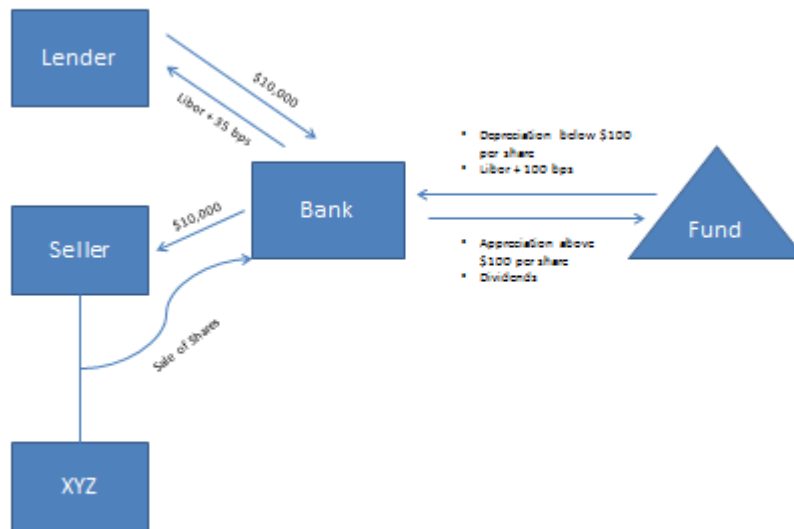 Lender
$10,000
Libor + 35 bps
▪ Depreciation below $100
per share
▪ Libor + 100 bps
Bank
Fund
$10,000
Seller
▪ Appreciation above
$100 per share
▪ Dividends
Sale of Shares
XYZ